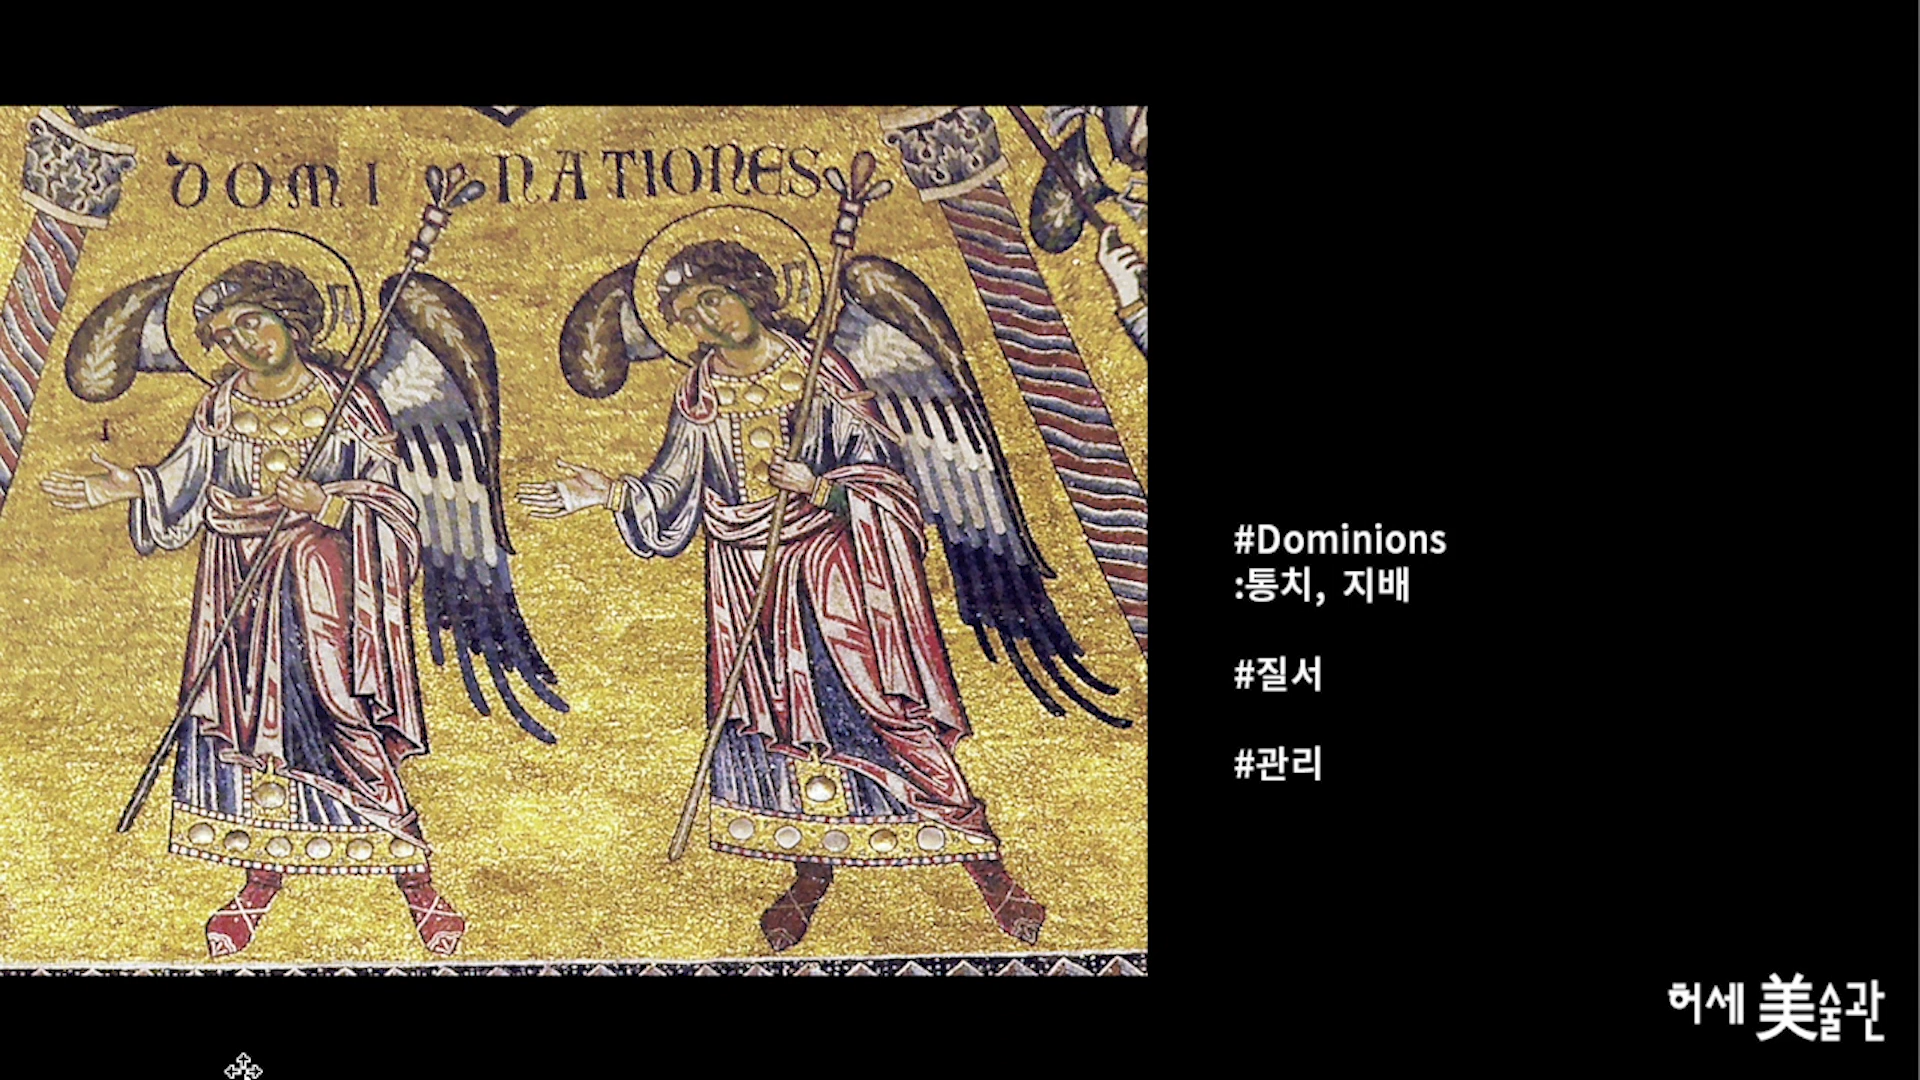 DOMI NATIONES
#Dominions
:통치, 지배
#질서
#관리
허세 美술관